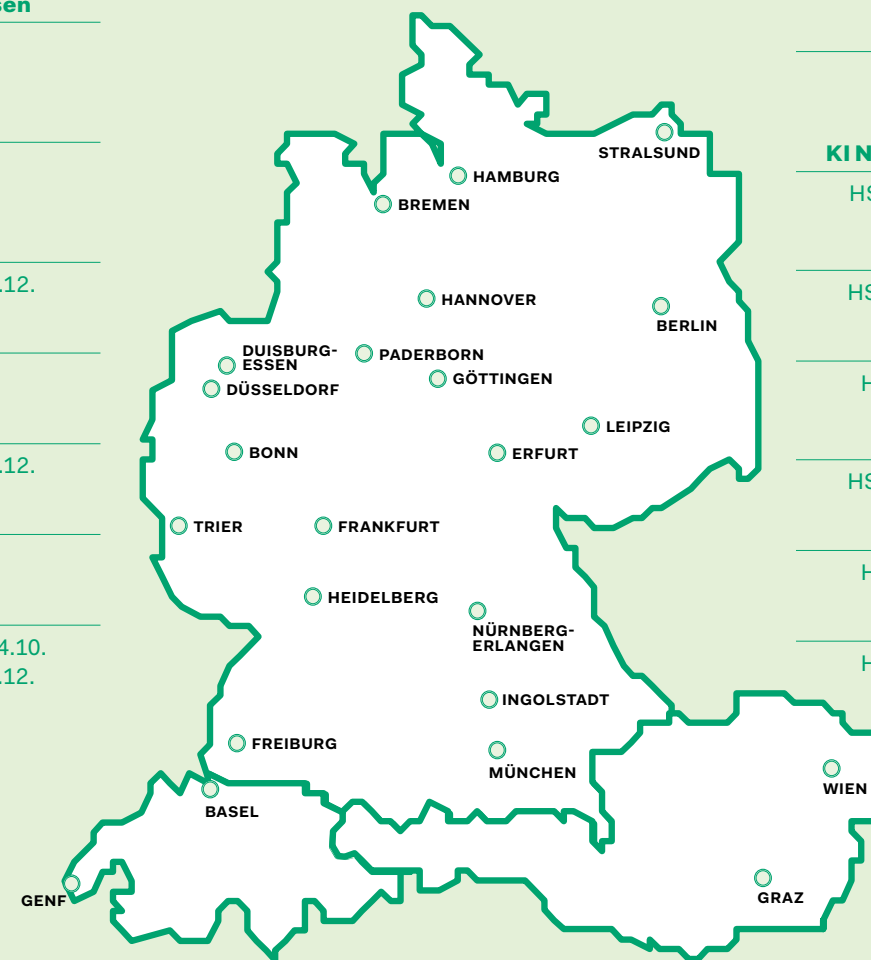 sen
.12.
.12.
4.10.
.12.
STRALSUND
HAMBURG
BREMEN
HANNOVER
BERLIN
DUISBURG-
ESSEN
PADERBORN
GÖTTINGEN
DÜSSELDORF
LEIPZIG
BONN
ERFURT
TRIER
FRANKFURT
HEIDELBERG
NÜRNBERG-
ERLANGEN
INGOLSTADT
FREIBURG
MÜNCHEN
BASEL
WIEN
GENF
GRAZ
KIN
HS
HS
H
HS
H
H